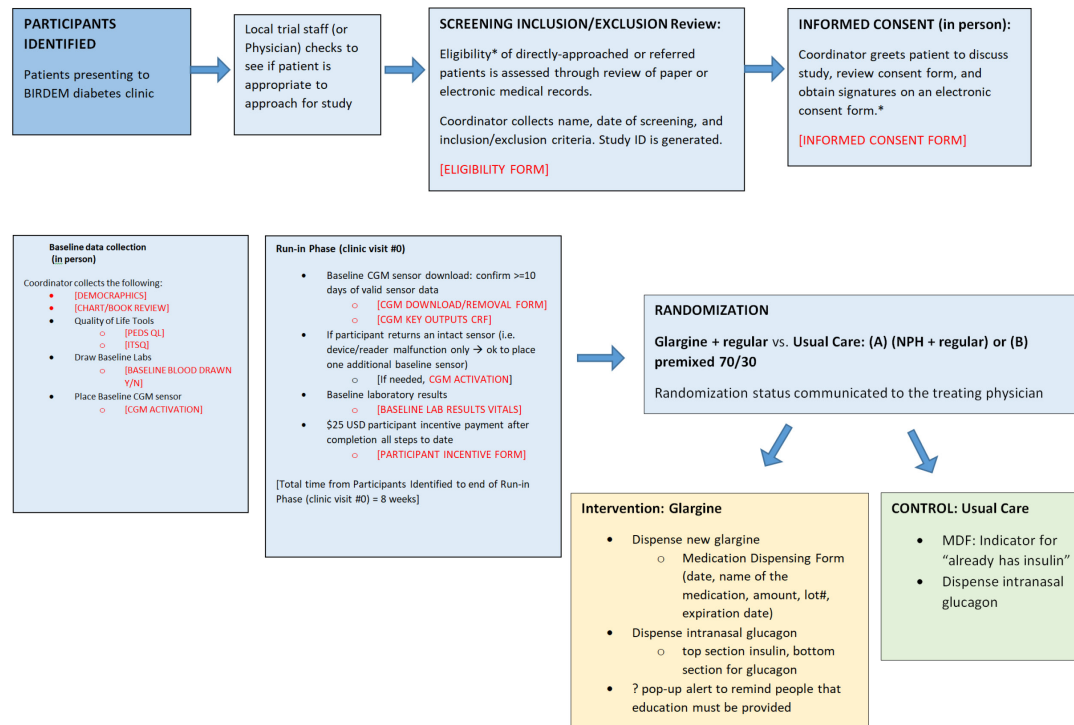 PARTICIPANTS
IDENTIFIED
Patients presenting to
BIRDEM diabetes clinic
Local trial staff (or
Physician) checks to
see if patient is
appropriate to
approach for study
SCREENING INCLUSION/EXCLUSION Review:
Eligibility* of directly-approached or referred
patients is assessed through review of paper or
electronic medical records.
Coordinator collects name, date of screening, and
inclusion/exclusion criteria. Study ID is generated.
[ELIGIBILITY FORM]
INFORMED CONSENT (in person):
Coordinator greets patient to discuss
study, review consent form, and
obtain signatures on an electronic
consent form.*
[INFORMED CONSENT FORM]
Baseline data collection
(in person)
Coordinator collects the following:
• [DEMOCRAPHICS]
• [CHART/BOOK REVIEW]
• Quality of Life Tools
o [PEDS QL]
o [ITSQ]
• Draw Baseline Labs
o [BASELINE BLOOD DRAWN
Y/N]
• Place Baseline CGM sensor
o [CGM ACTIVATION]
Run-in Phase (clinic visit #0)
• Baseline CGM sensor download: confirm >=10
days of valid sensor data
o [CGM DOWNLOAD/REMOVAL FORM]
o [CGM KEY OUTPUTS CRF]
• If participant returns an intact sensor (i.e.
device/reader malfunction only → ok to place
one additional baseline sensor)
o [If needed, CGM ACTIVATION]
• Baseline laboratory results
o [BASELINE LAB RESULTS VITALS]
• $25 USD participant incentive payment after
completion all steps to date
o [PARTICIPANT INCENTIVE FORM]
[Total time from Participants Identified to end of Run-in
Phase (clinic visit #0) = 8 weeks]
RANDOMIZATION
Glargine + regular vs. Usual Care: (A) (NPH + regular) or (B)
premixed 70/30
Randomization status communicated to the treating physician
Intervention: Glargine
• Dispense new glargine
o Medication Dispensing Form
(date, name of the
medication, amount, lot#,
expiration date)
• Dispense intranasal glucagon
o top section insulin, bottom
section for glucagon
• ? pop-up alert to remind people that
education must be provided
CONTROL: Usual Care
• MDF: Indicator for
“already has insulin”
• Dispense intranasal
glucagon